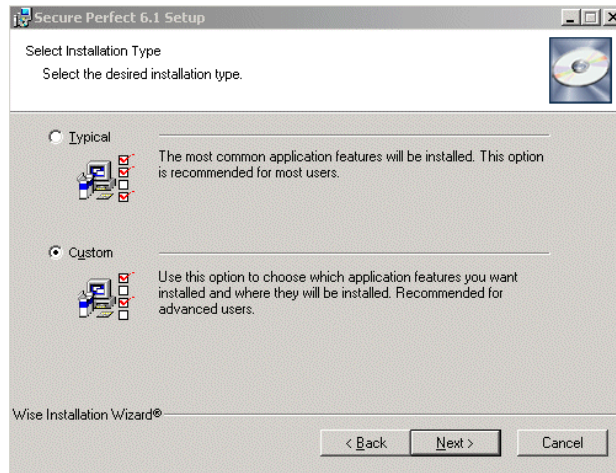 Secure Perfect 6.1 Setup
Select Installation Type
Select the desired installation type.
Typical
The most common application features will be installed. This option
is recommended for most users.
Custom
Use this option to choose which application features you want
installed and where they will be installed. Recommended for
advanced users.
Wise Installation Wizard®
< Back
Next >
Cancel